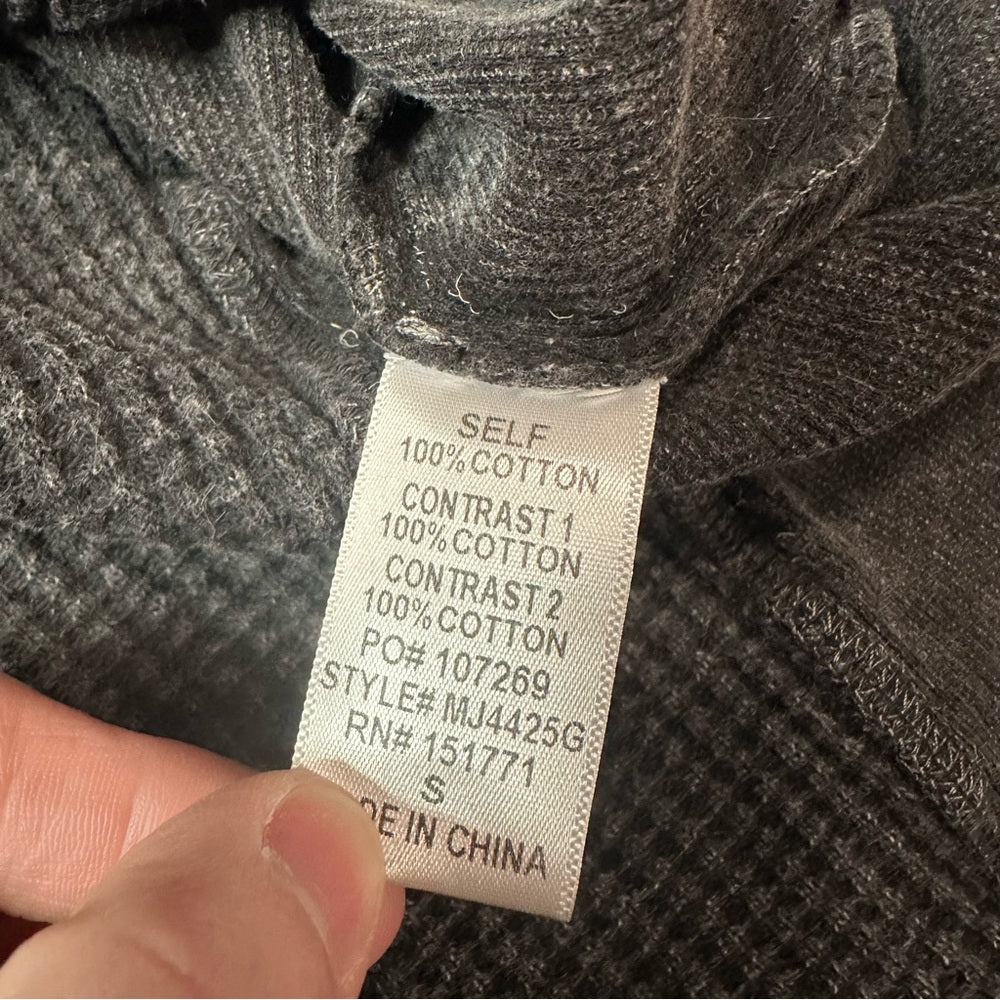 SELF
100% COTTON
CONTRAST 1
100% COTTON
CONTRAST 2
100% COTTON
PO# 107269
STYLE# MJ4425G
RN# 151771
S
DE IN CHINA